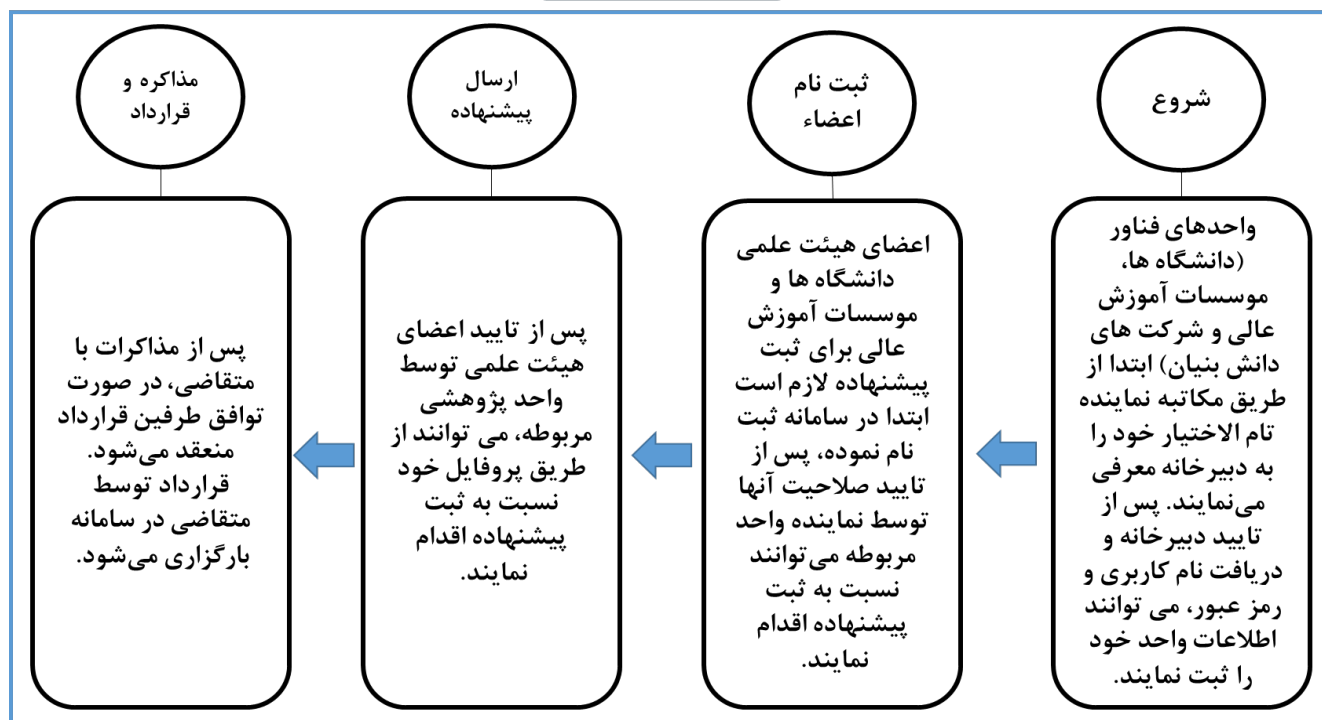 شروع
واحدهای فناور
(دانشگاه ها،
موسسات آموزش
عالی و شرکت های
دانش بنیان) ابتدا از
طریق مکاتبه نماینده
تام الاختیار خود را
به دبیرخانه معرفی
می‌نمایند. پس از
تایید دبیرخانه و
دریافت نام کاربری و
رمز عبور، می توانند
اطلاعات واحد خود
را ثبت نمایند.
ثبت نام
اعضاء
اعضای هیئت علمی
دانشگاه ها و
موسسات آموزش
عالی برای ثبت
پیشنهاده لازم است
ابتدا در سامانه ثبت
نام نموده، پس از
تایید صلاحیت آنها
توسط نماینده واحد
مربوطه می‌توانند
نسبت به ثبت
پیشنهاده اقدام
نمایند.
ارسال
پیشنهاده
پس از تایید اعضای
هیئت علمی توسط
واحد پژوهشی
مربوطه، می توانند از
طریق پروفایل خود
نسبت به ثبت
پیشنهاده اقدام
نمایند.
مذاکره و
قرارداد
پس از مذاکرات با
متقاضی، در صورت
توافق طرفین قرارداد
منعقد می‌شود.
قرارداد توسط
متقاضی در سامانه
بارگزاری می‌شود.